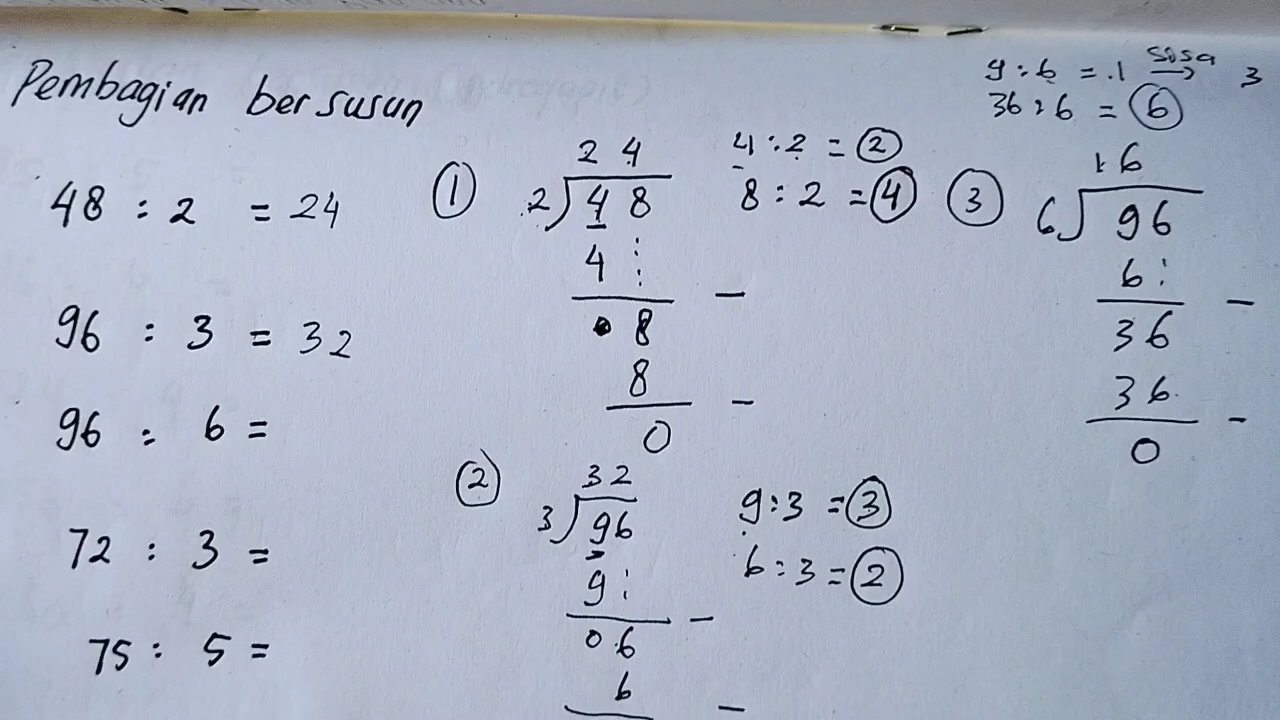 Pembagian bersusun
48 : 2 = 24
96 : 3 = 32
96 : 6 =
72 : 3 =
75 : 5 =
①
24
2) 48
4
— -
8
8
— -
0
4 : 2 = ②
8 : 2 = ④
②
32
3) 96
9
— -
06
6
— -
9 : 3 = ③
6 : 3 = ②
9 : 6 = 1 sisa → 3
36 : 6 = ⑥
③
16
6) 96
6
— -
36
36
— -
0